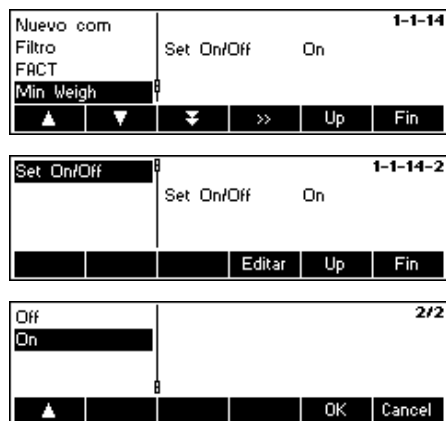 Nuevo com
1-1-14
Filtro
Set On/Off On
FACT
Min Weigh
>> Up Fin
Set On/Off
1-1-14-2
Set On/Off On
Editar Up Fin
Off
2/2
On
OK Cancel